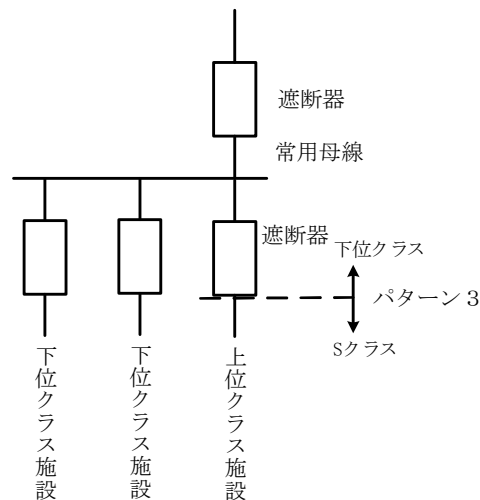 遮断器
常用母線
遮断器
下位クラス
パターン３
Sクラス
下位クラス施設
下位クラス施設
上位クラス施設